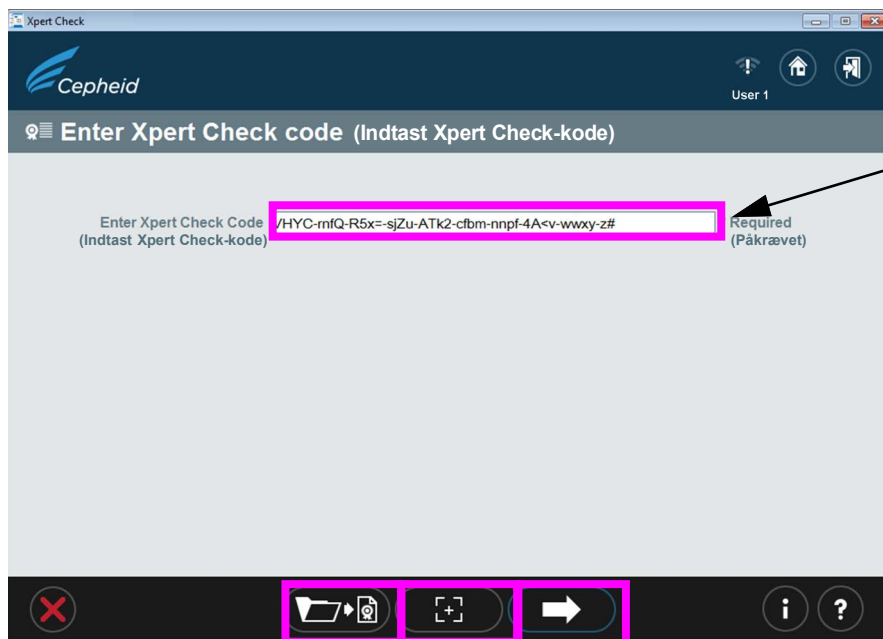 Xpert Check
Cepheid
User 1
Enter Xpert Check code (Indtast Xpert Check-kode)
Enter Xpert Check Code
(Indtast Xpert Check-kode)
/HYC-rnfQ-R5x=-sjZu-ATk2-cfbm-nnpf-4A<v-wwxy-z#
Required
(Påkrævet)